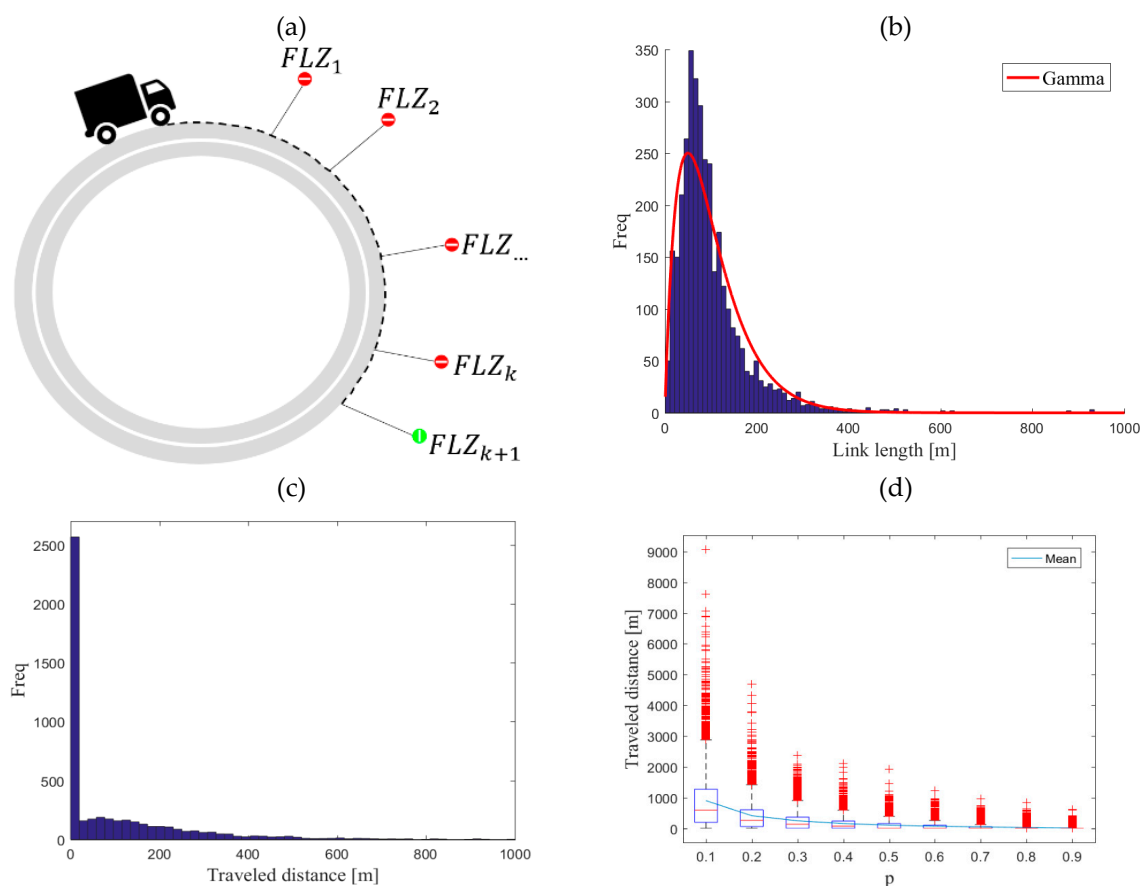 (a)
FLZ₁
FLZ₂
FLZ...
FLZₖ
FLZₖ₊₁
(b)
400
350
300
250
200
150
100
50
0
Freq
Gamma
0 200 400 600 800 1000
Link length [m]
(c)
2500
2000
1500
1000
500
0
Freq
0 200 400 600 800 1000
Traveled distance [m]
(d)
9000
8000
7000
6000
5000
4000
3000
2000
1000
0
Traveled distance [m]
Mean
0.1 0.2 0.3 0.4 0.5 0.6 0.7 0.8 0.9
p